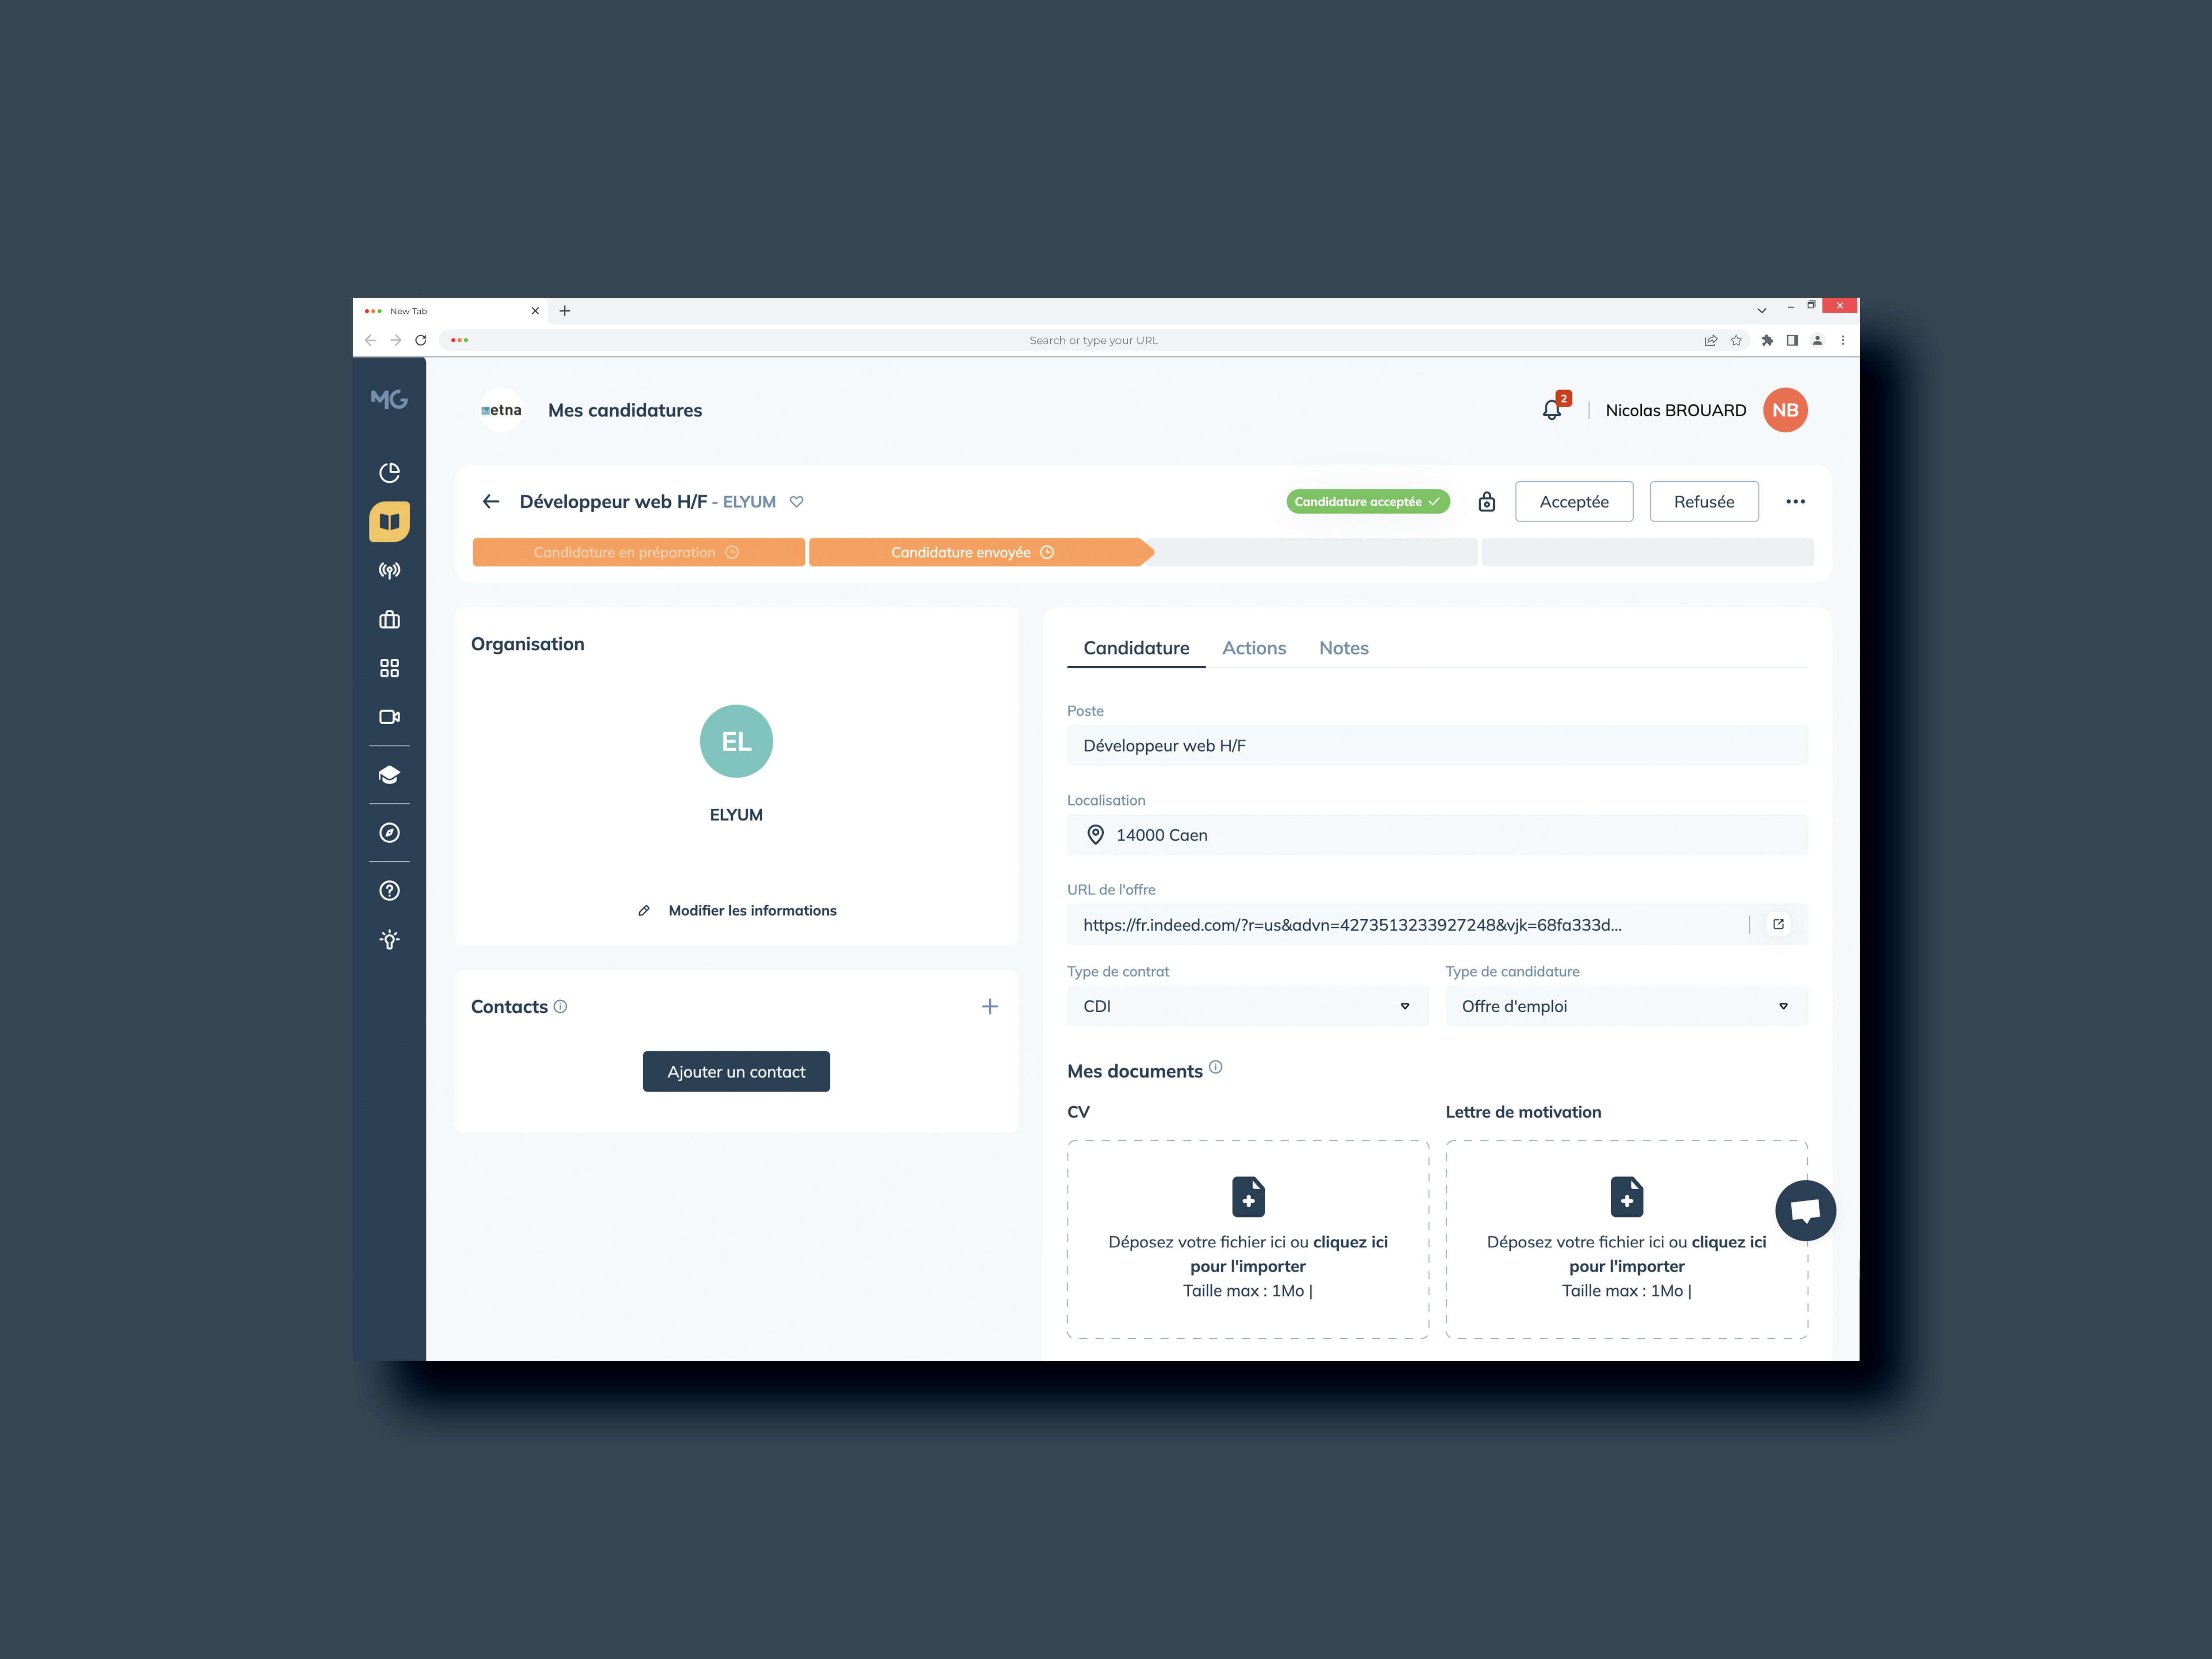 New Tab
Search or type your URL
MG
etna
Mes candidatures
2
Nicolas BROUARD
NB
Développeur web H/F - ELYUM
Candidature acceptée
Acceptée
Refusée
Candidature en préparation
Candidature envoyée
Organisation
EL
ELYUM
Modifier les informations
Contacts
Ajouter un contact
Candidature
Actions
Notes
Poste
Développeur web H/F
Localisation
14000 Caen
URL de l'offre
https://fr.indeed.com/?r=us&advn=4273513233927248&vjk=68fa333d...
Type de contrat
Type de candidature
CDI
Offre d'emploi
Mes documents
CV
Déposez votre fichier ici ou cliquez ici
pour l'importer
Taille max : 1Mo |
Lettre de motivation
Déposez votre fichier ici ou cliquez ici
pour l'importer
Taille max : 1Mo |